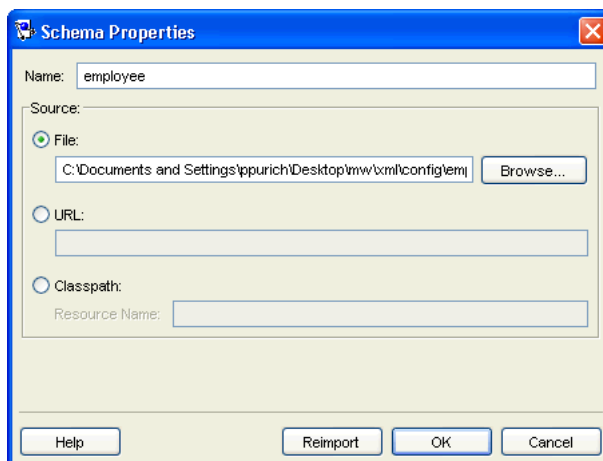 Schema Properties
Name: employee
Source:
File:
C:\Documents and Settings\ppurich\Desktop\mw\xml\config\em Browse...
URL:
Classpath:
Resource Name:
Help Reimport OK Cancel